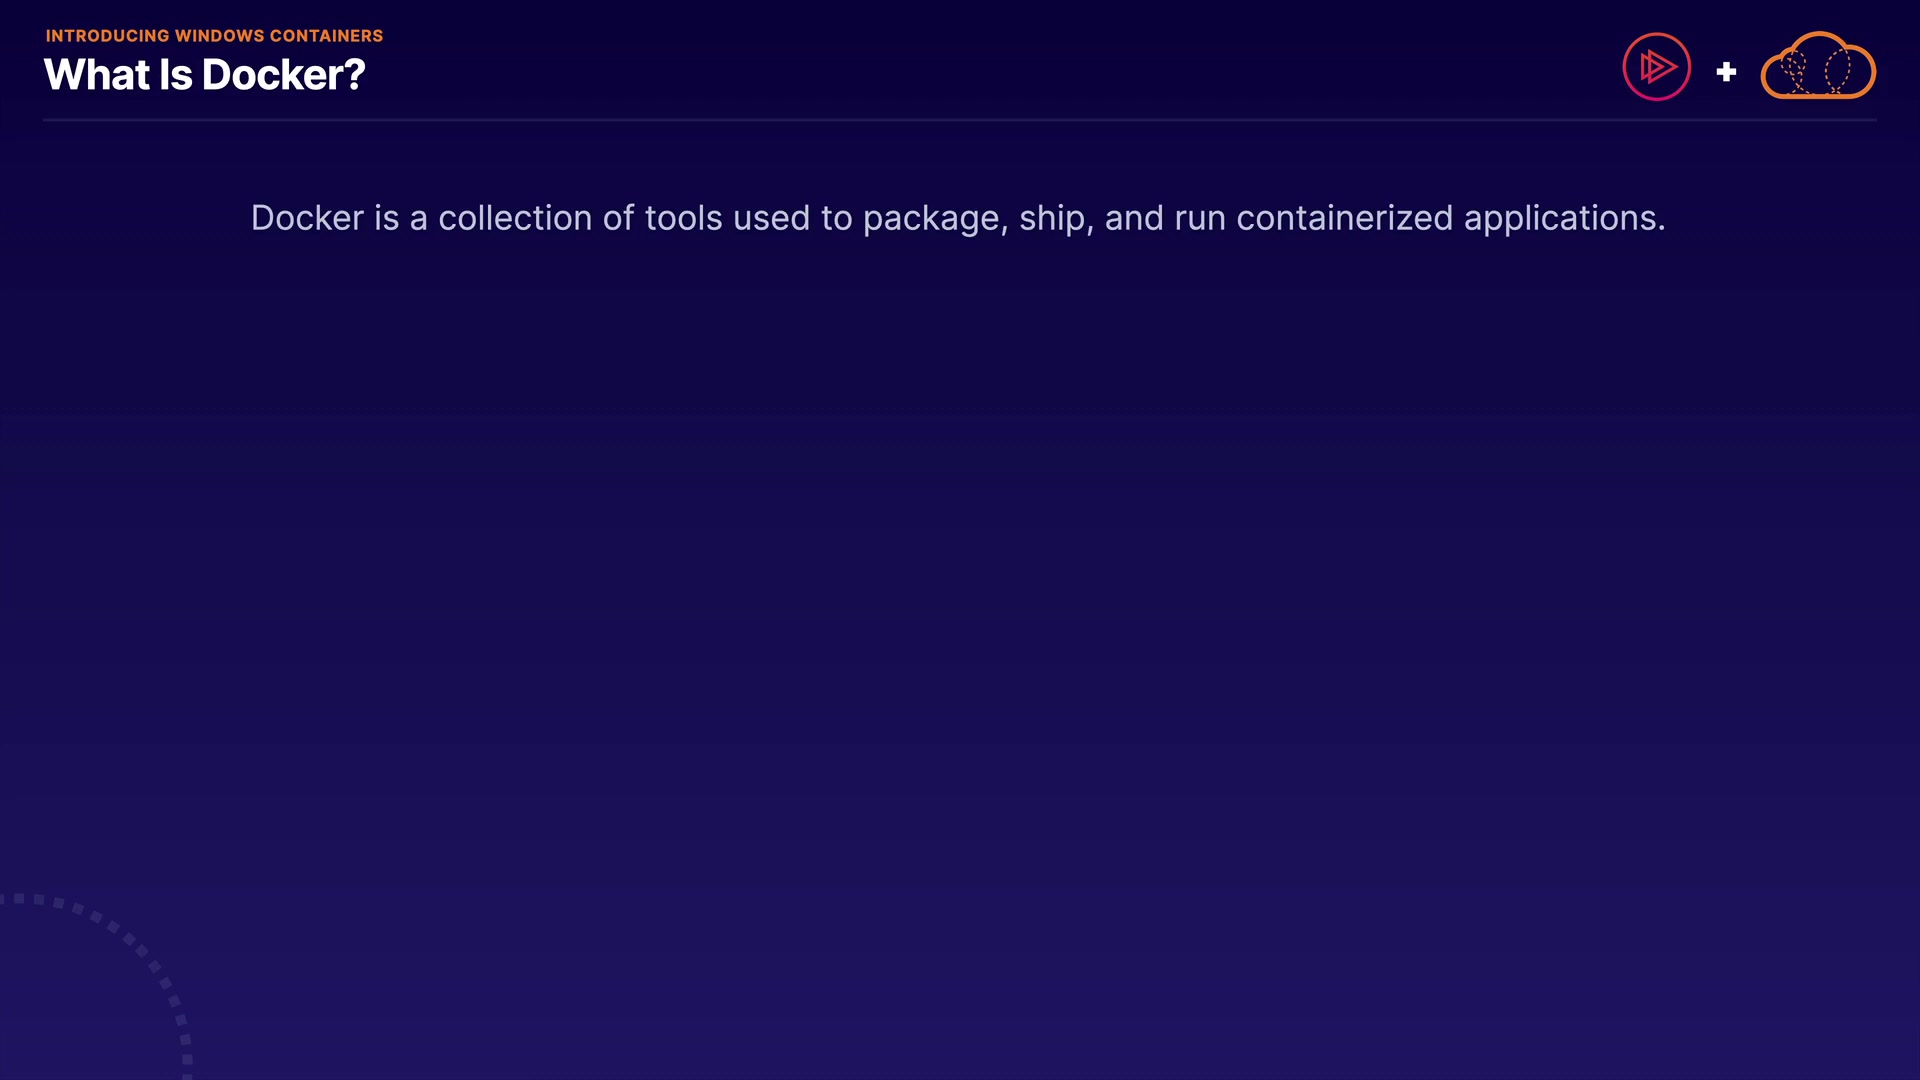 INTRODUCING WINDOWS CONTAINERS
What Is Docker?
Docker is a collection of tools used to package, ship, and run containerized applications.